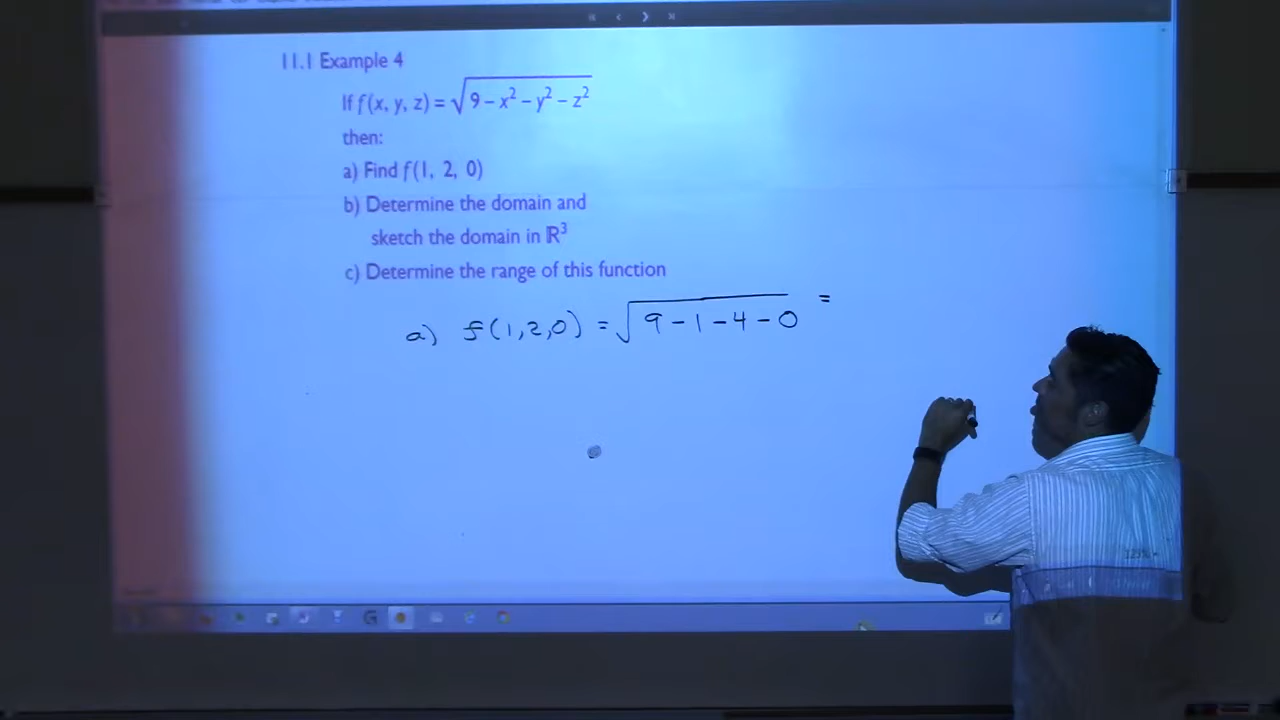 11.1 Example 4
If f(x, y, z) = √(9 – x² – y² – z²)
then:
a) Find f(1, 2, 0)
b) Determine the domain and
sketch the domain in ℝ³
c) Determine the range of this function
a) f(1,2,0) = √(9 – 1 – 4 – 0) =